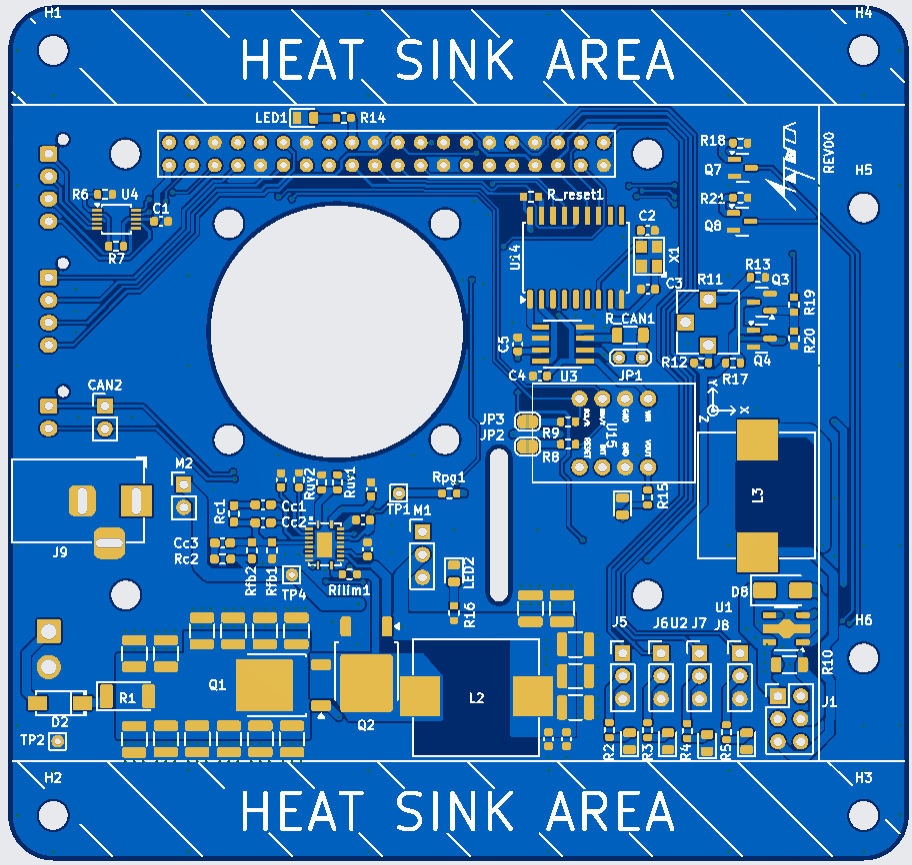 H1
H4
HEAT SINK AREA
LED1
R14
R18
REV00
Q7
H5
R6
U4
R_reset1
R21
C1
C2
Q8
R7
U14
X1
R13
Q3
C3
R11
R19
R_CAN1
C5
R20
R12
Q4
C4
U3
JP1
R17
CAN2
Y
X
Z
JP3
R9
U15
JP2
R8
M2
Ruv2
Ruv1
Rpg1
J9
Rc1
Cc1
TP1
M1
R15
L3
Cc2
Cc3
Rc2
Rfb2
Rfb1
LED2
TP4
Rilim1
D8
R16
U1
J5
J6
U2
J7
J8
H6
R10
Q1
R1
L2
J1
D2
Q2
TP2
R2
R3
R4
R5
H2
H3
HEAT SINK AREA